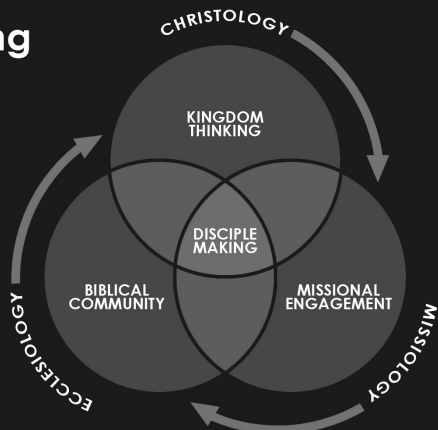 ng
CHRISTOLOGY
KINGDOM
THINKING
DISCIPLE
MAKING
BIBLICAL
COMMUNITY
MISSIONAL
ENGAGEMENT
ECCLESIOLOGY
MISSIOLOGY